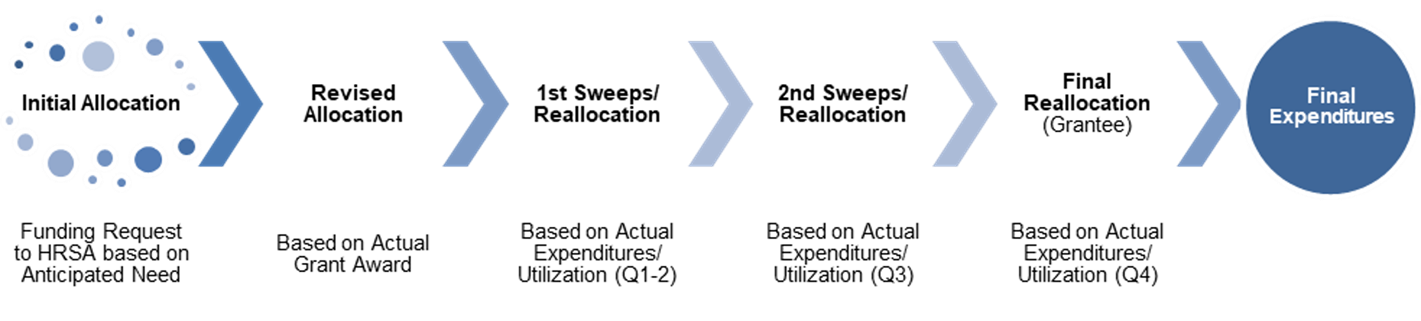 Initial Allocation
Revised
Allocation
1st Sweeps/
Reallocation
2nd Sweeps/
Reallocation
Final
Reallocation
(Grantee)
Final
Expenditures
Funding Request
to HRSA based on
Anticipated Need
Based on Actual
Grant Award
Based on Actual
Expenditures/
Utilization (Q1-2)
Based on Actual
Expenditures/
Utilization (Q3)
Based on Actual
Expenditures/
Utilization (Q4)